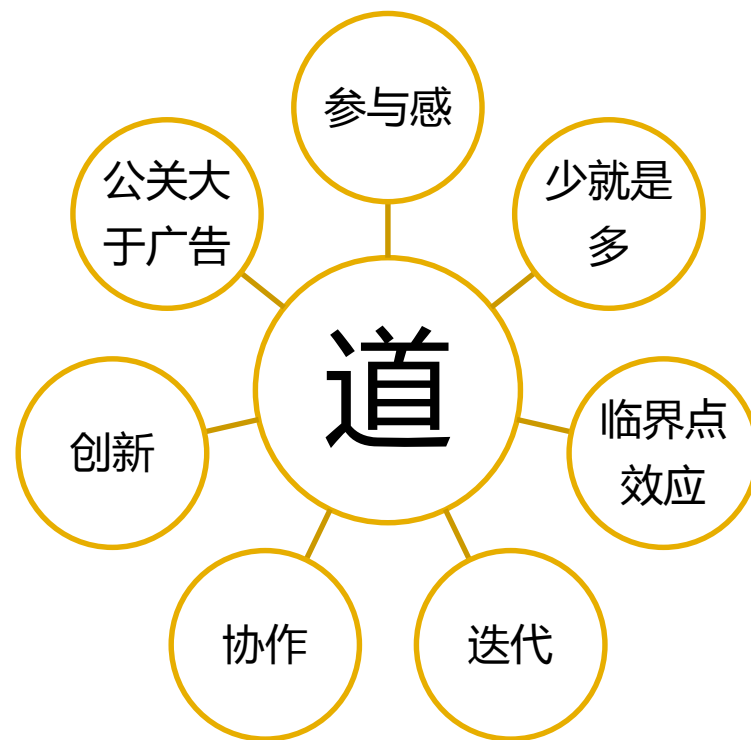 参与感
少就是
多
临界点
效应
迭代
协作
创新
公关大
于广告
道